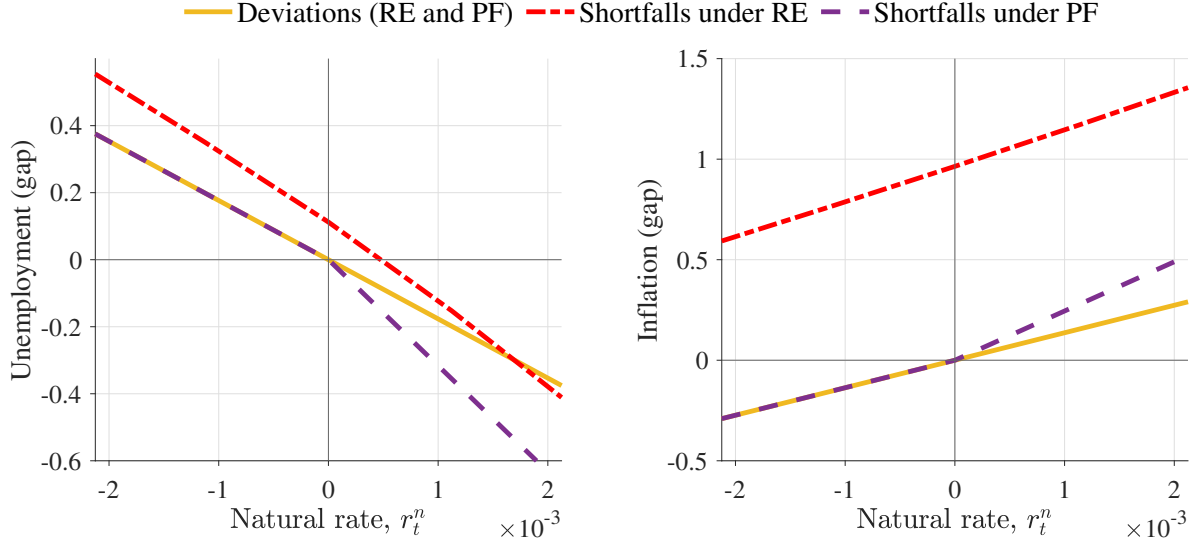 Deviations (RE and PF) Shortfalls under RE Shortfalls under PF
Unemployment (gap)
0.4
0.2
0
-0.2
-0.4
-0.6
-2 -1 0 1 2
Natural rate, $r_t^n$ ×10⁻³
Inflation (gap)
1.5
1
0.5
0
-0.5
-2 -1 0 1 2
Natural rate, $r_t^n$ ×10⁻³